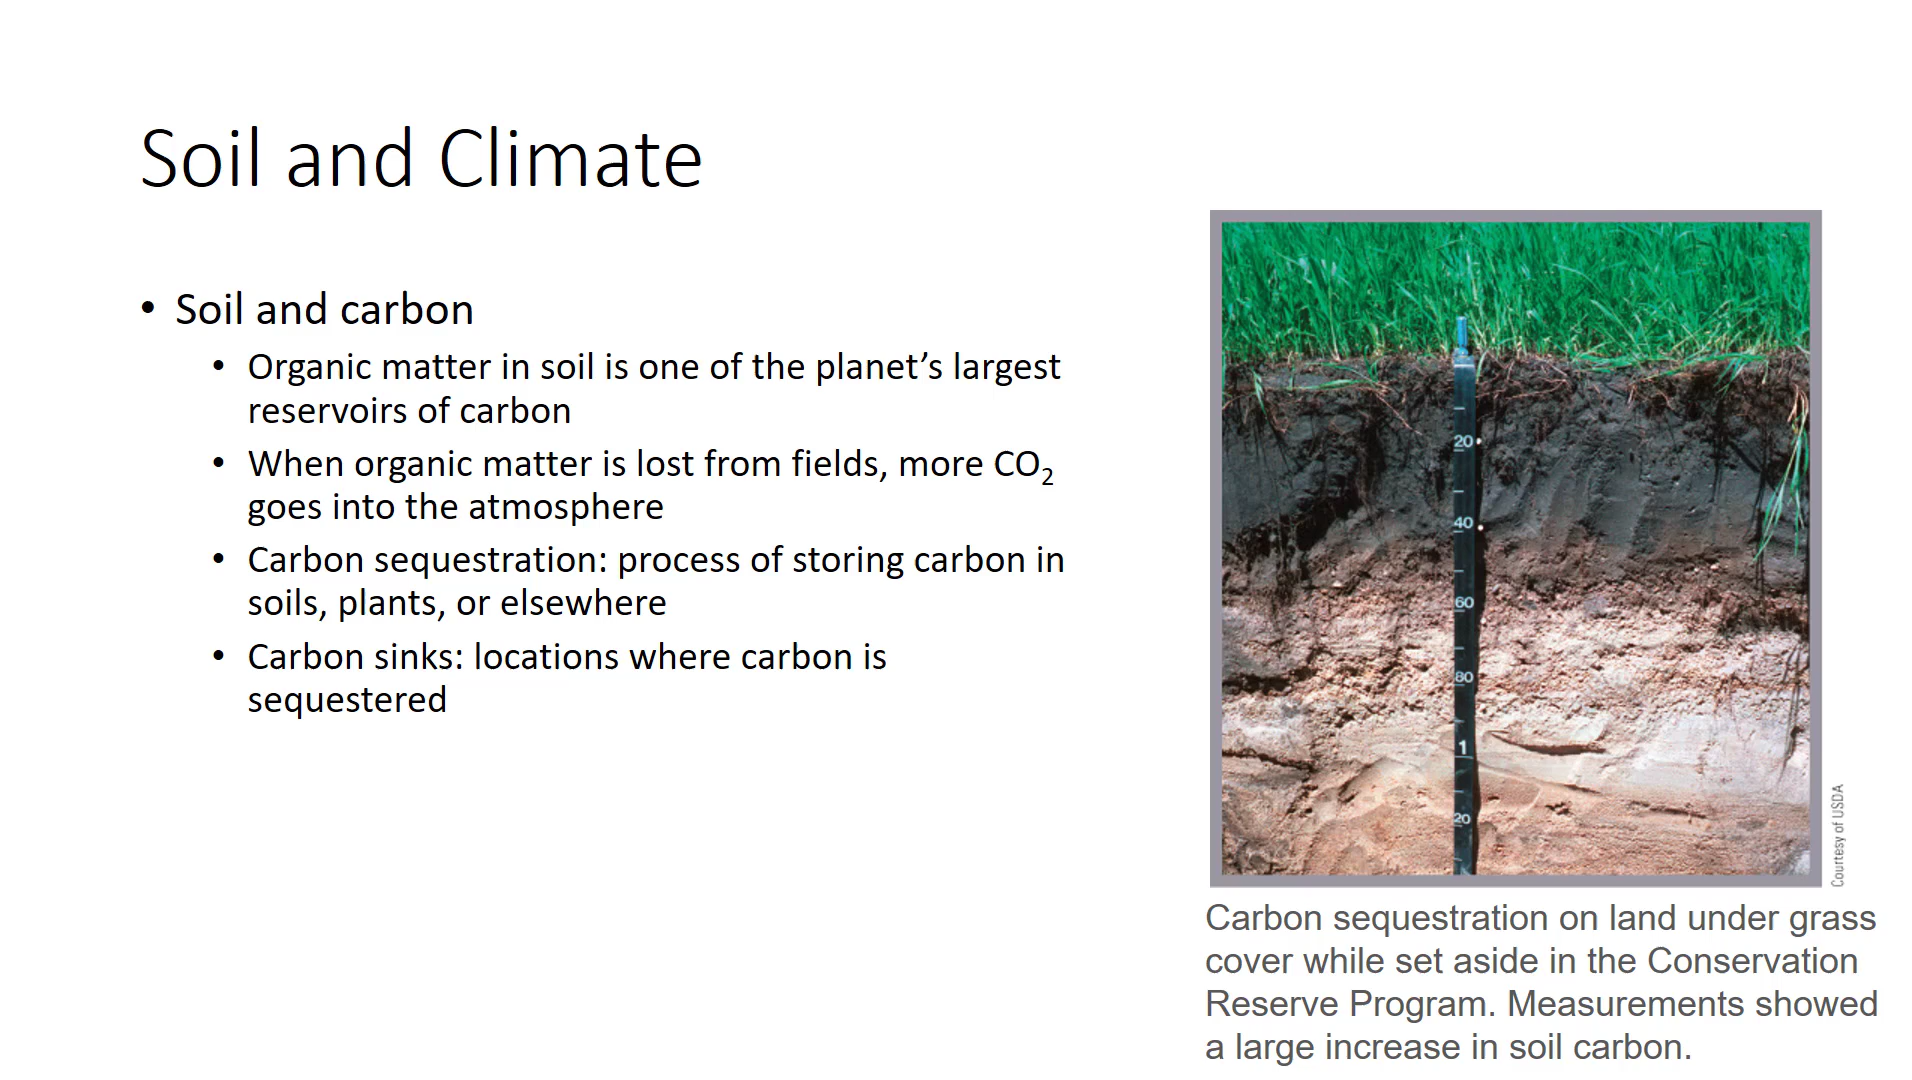 Soil and Climate
• Soil and carbon
• Organic matter in soil is one of the planet’s largest
reservoirs of carbon
• When organic matter is lost from fields, more CO₂
goes into the atmosphere
• Carbon sequestration: process of storing carbon in
soils, plants, or elsewhere
• Carbon sinks: locations where carbon is
sequestered
20
40
60
80
1
20
Courtesy of USDA
Carbon sequestration on land under grass
cover while set aside in the Conservation
Reserve Program. Measurements showed
a large increase in soil carbon.